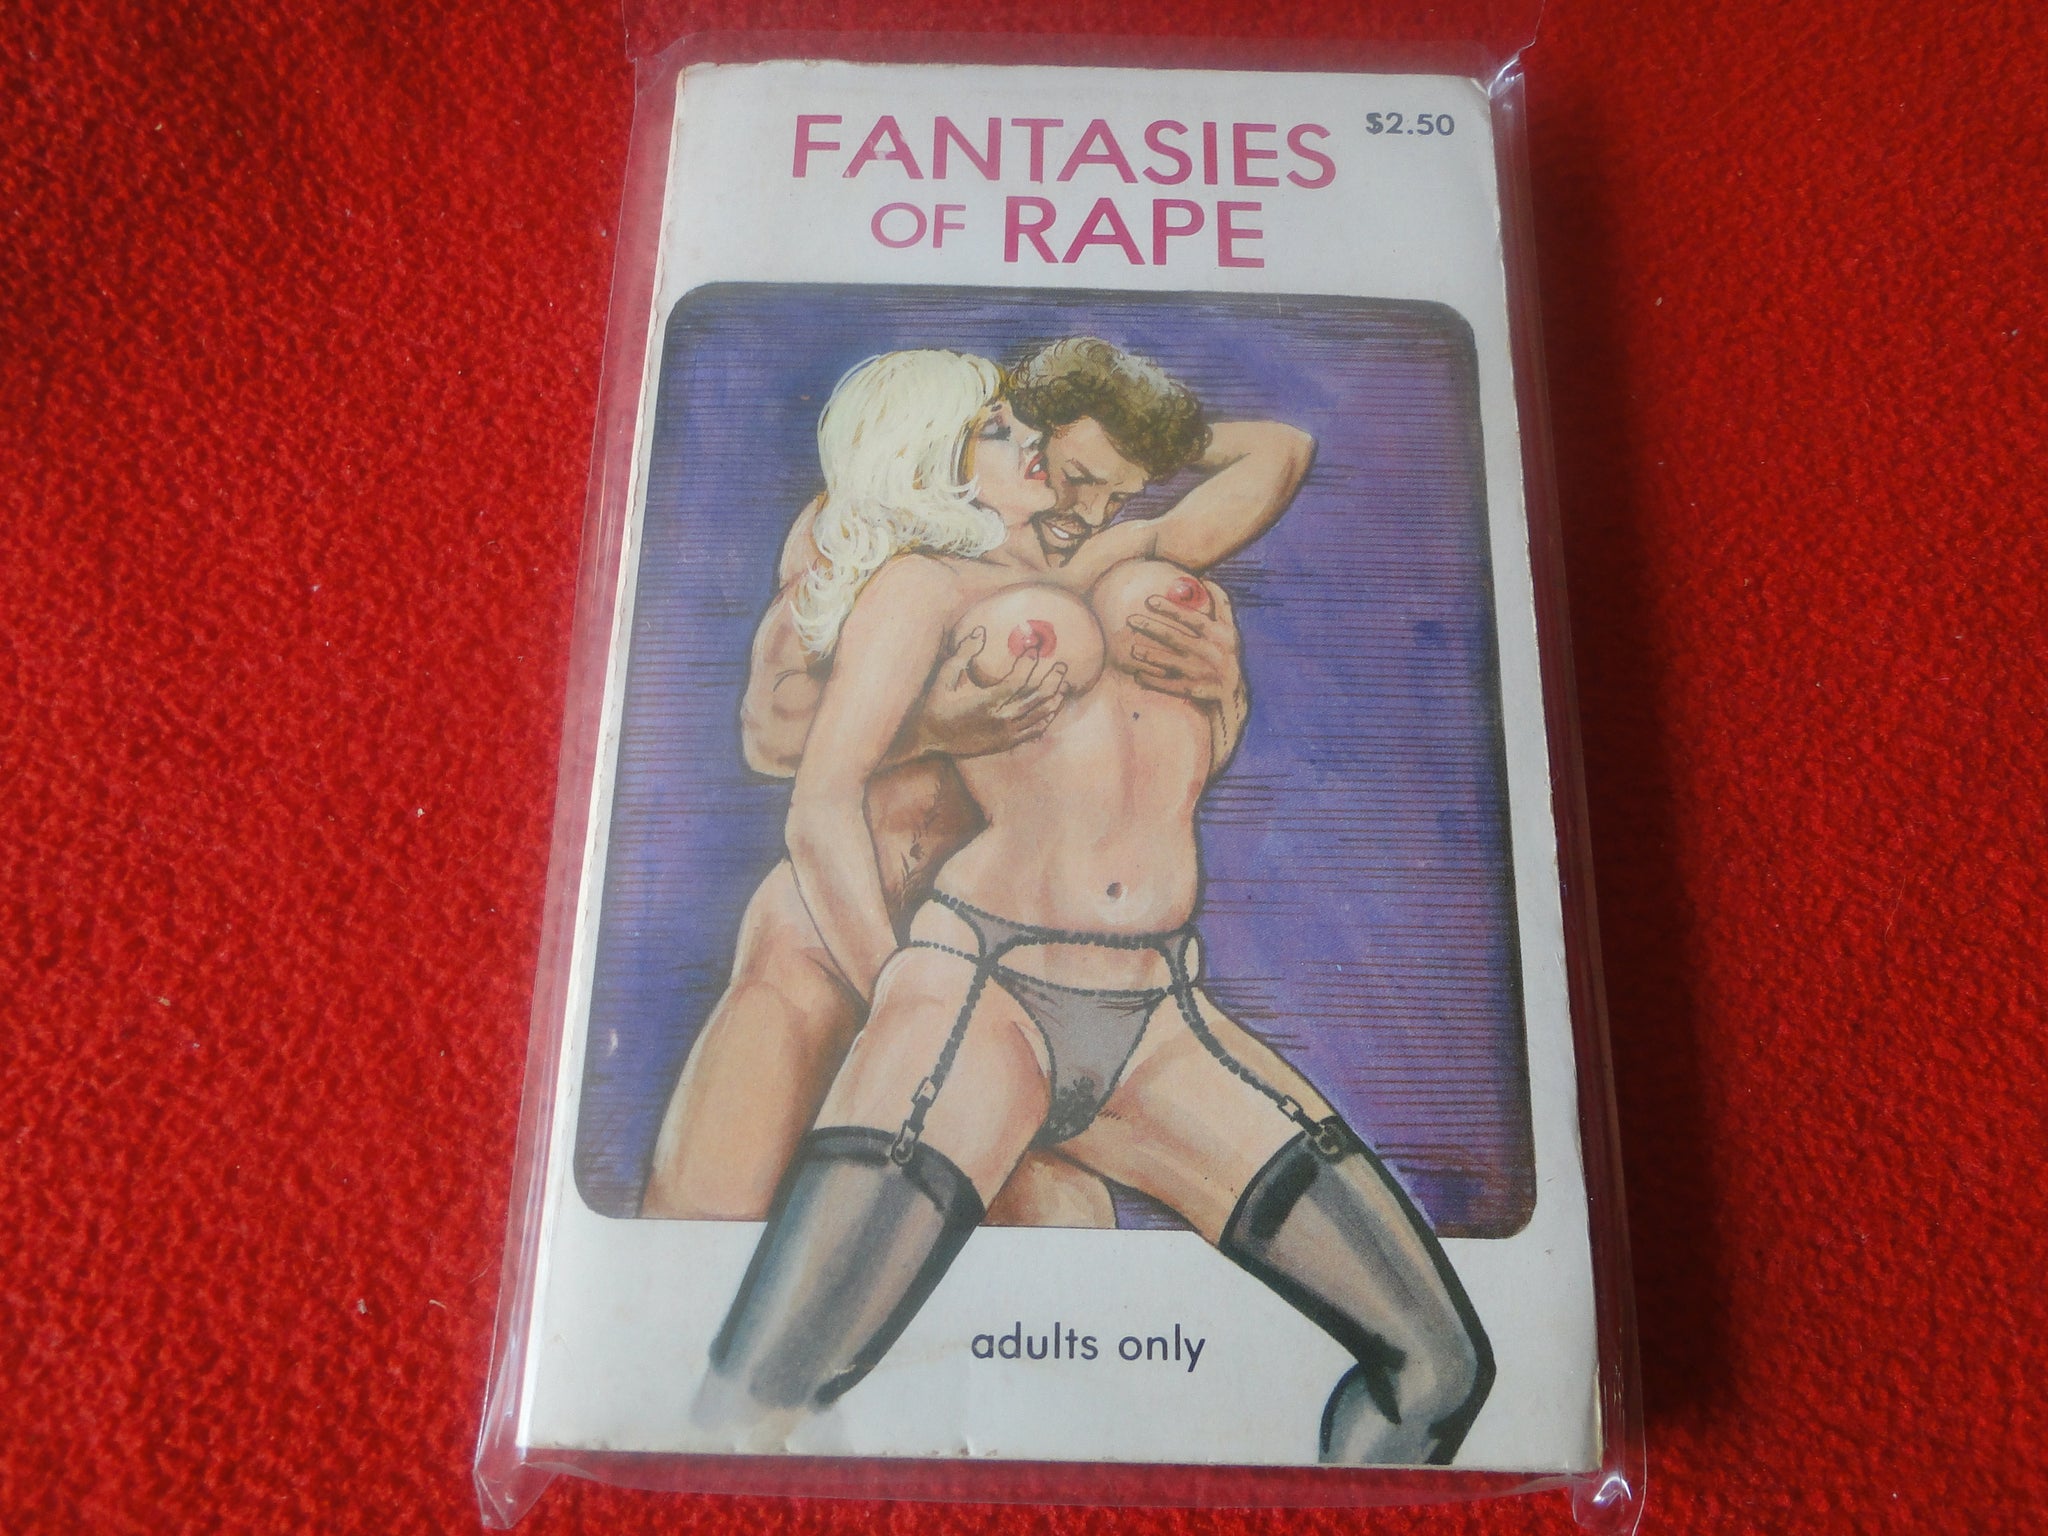 FANTASIES
$2.50
OF RAPE
adults only